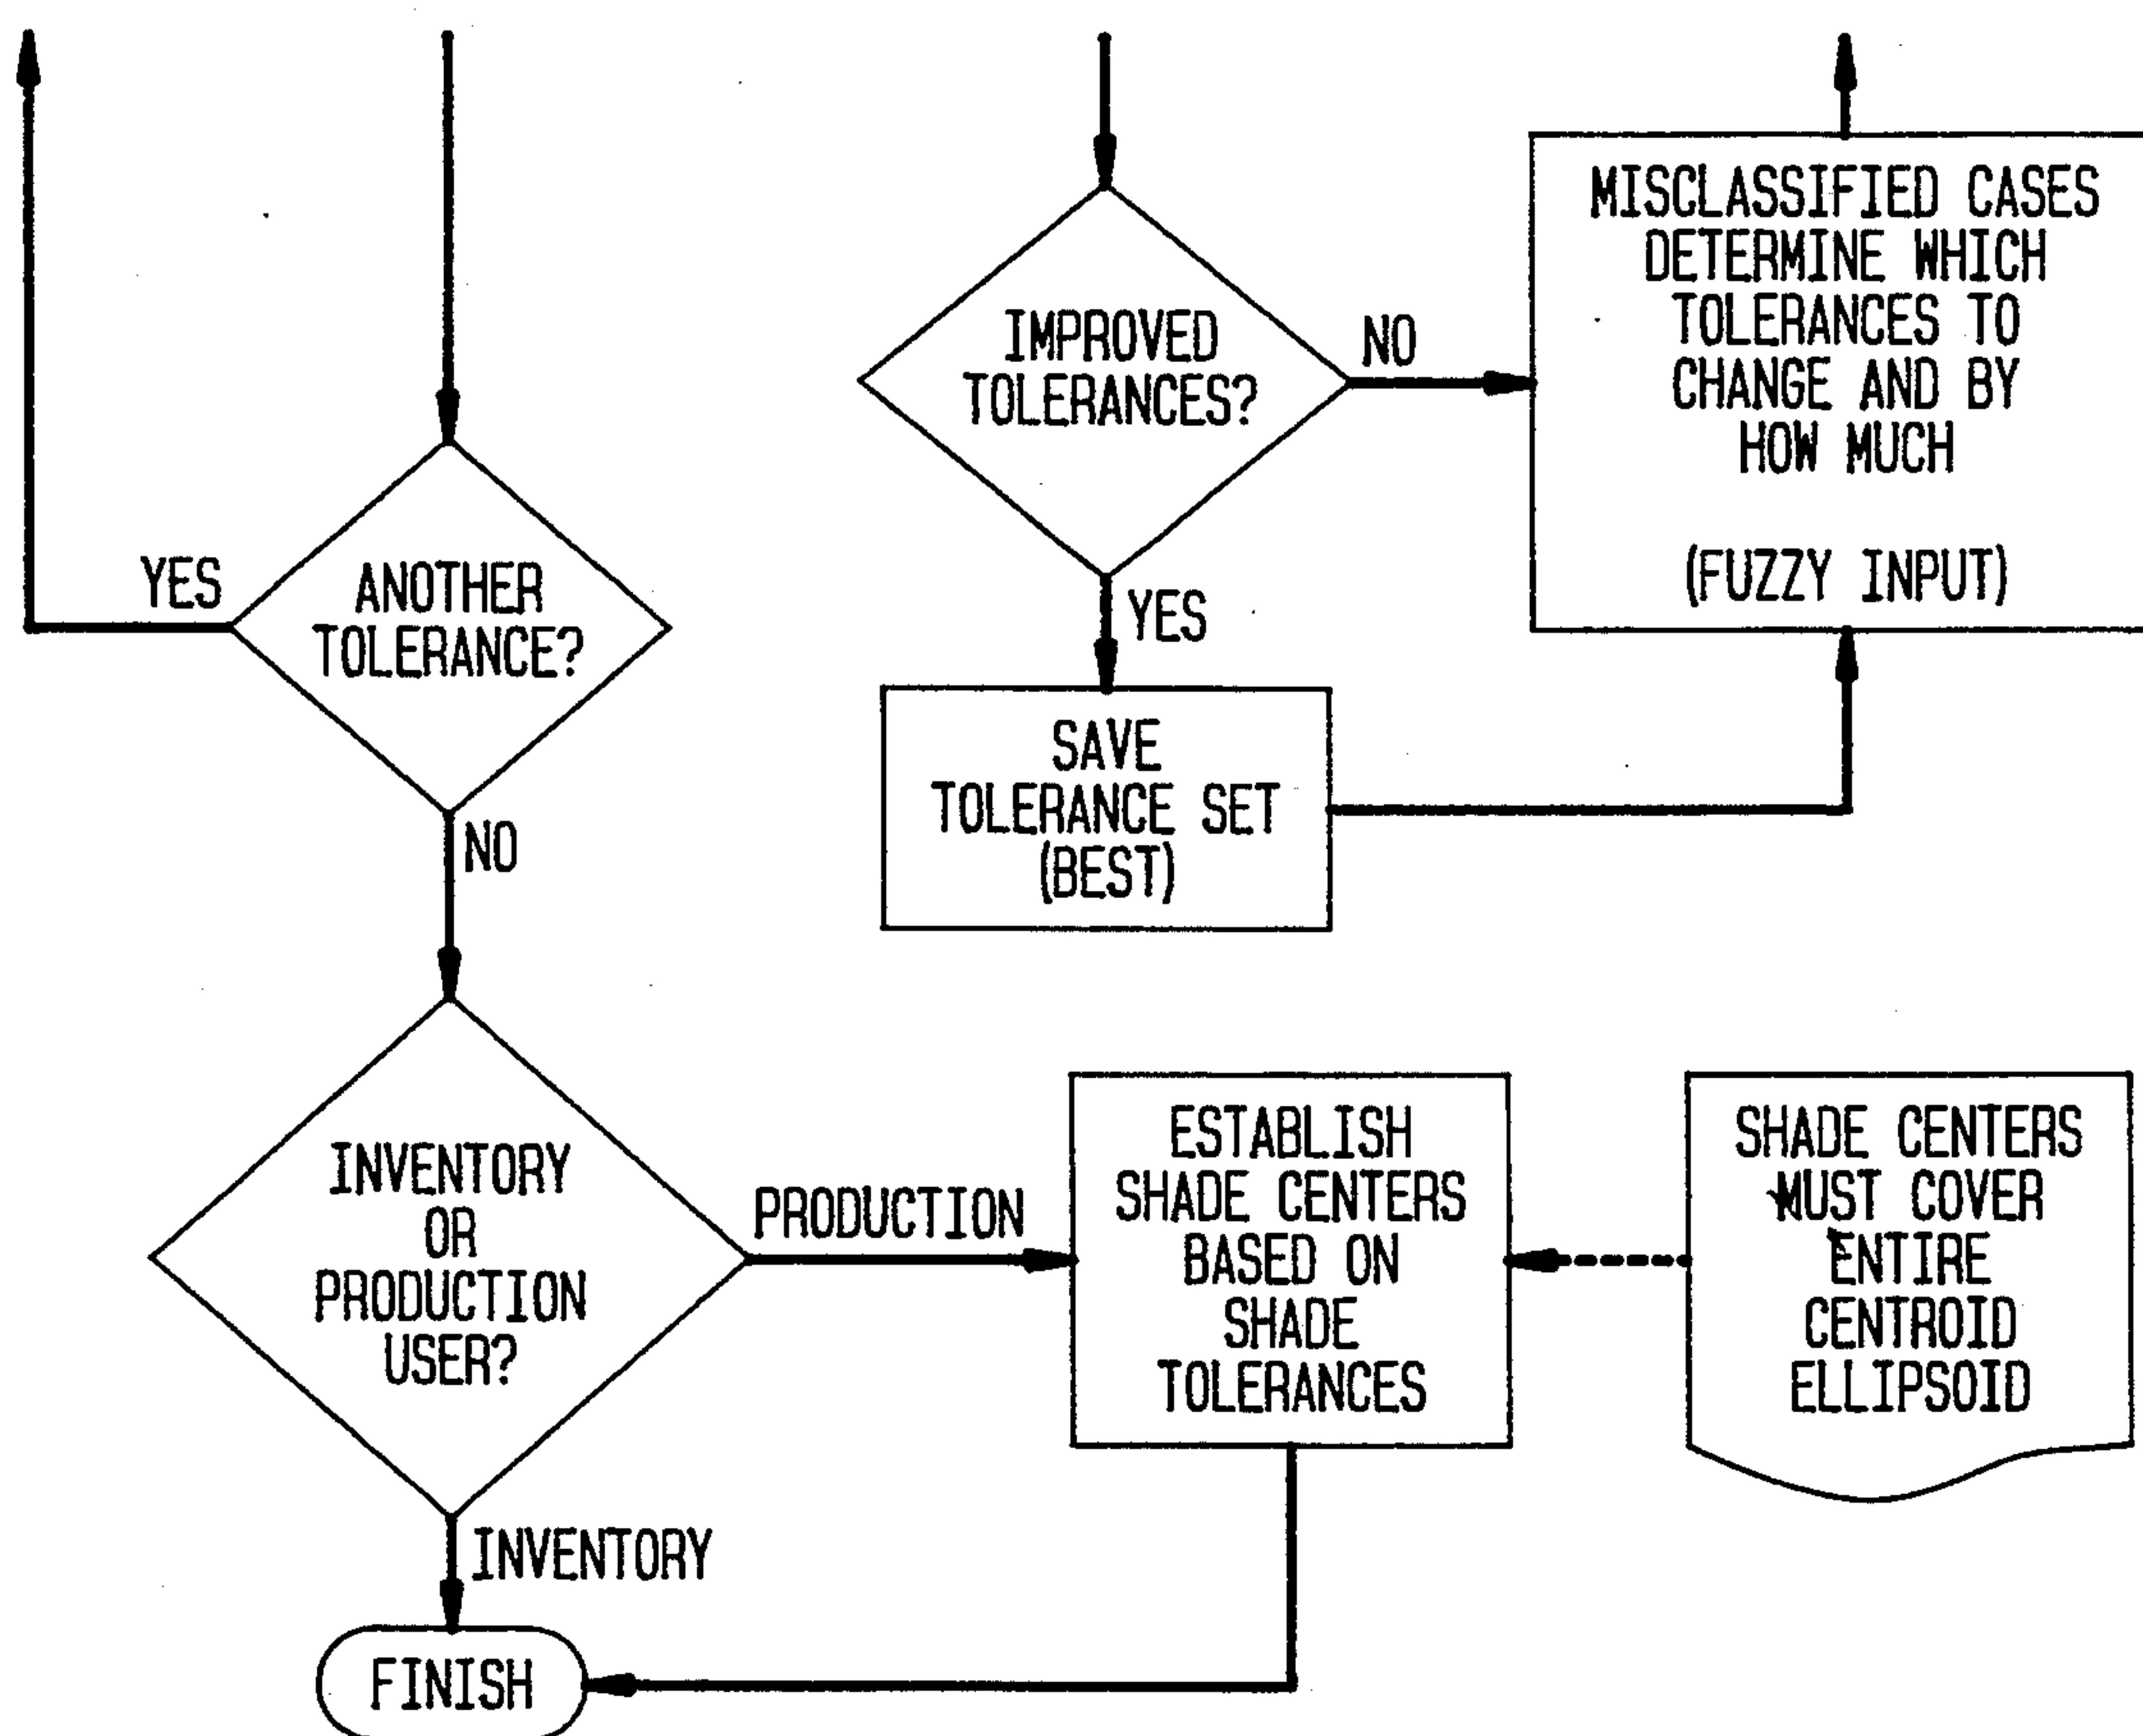 IMPROVED
TOLERANCES?
NO
YES
MISCLASSIFIED CASES
DETERMINE WHICH
TOLERANCES TO
CHANGE AND BY
HOW MUCH
(FUZZY INPUT)
SAVE
TOLERANCE SET
(BEST)
YES
ANOTHER
TOLERANCE?
NO
INVENTORY
OR
PRODUCTION
USER?
PRODUCTION
ESTABLISH
SHADE CENTERS
BASED ON
SHADE
TOLERANCES
SHADE CENTERS
MUST COVER
ENTIRE
CENTROID
ELLIPSOID
INVENTORY
FINISH